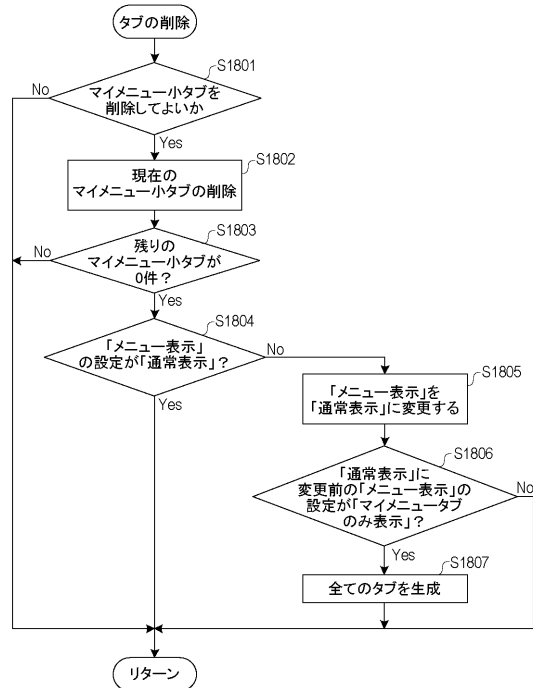 タブの削除
S1801
No
マイメニュー小タブを
削除してよいか
Yes
S1802
現在の
マイメニュー小タブの削除
S1803
No
残りの
マイメニュー小タブが
0件？
Yes
S1804
「メニュー表示」
の設定が「通常表示」？
No
Yes
S1805
「メニュー表示」を
「通常表示」に変更する
S1806
「通常表示」に
変更前の「メニュー表示」の
設定が「マイメニュータブ
のみ表示」？
No
Yes
S1807
全てのタブを生成
リターン